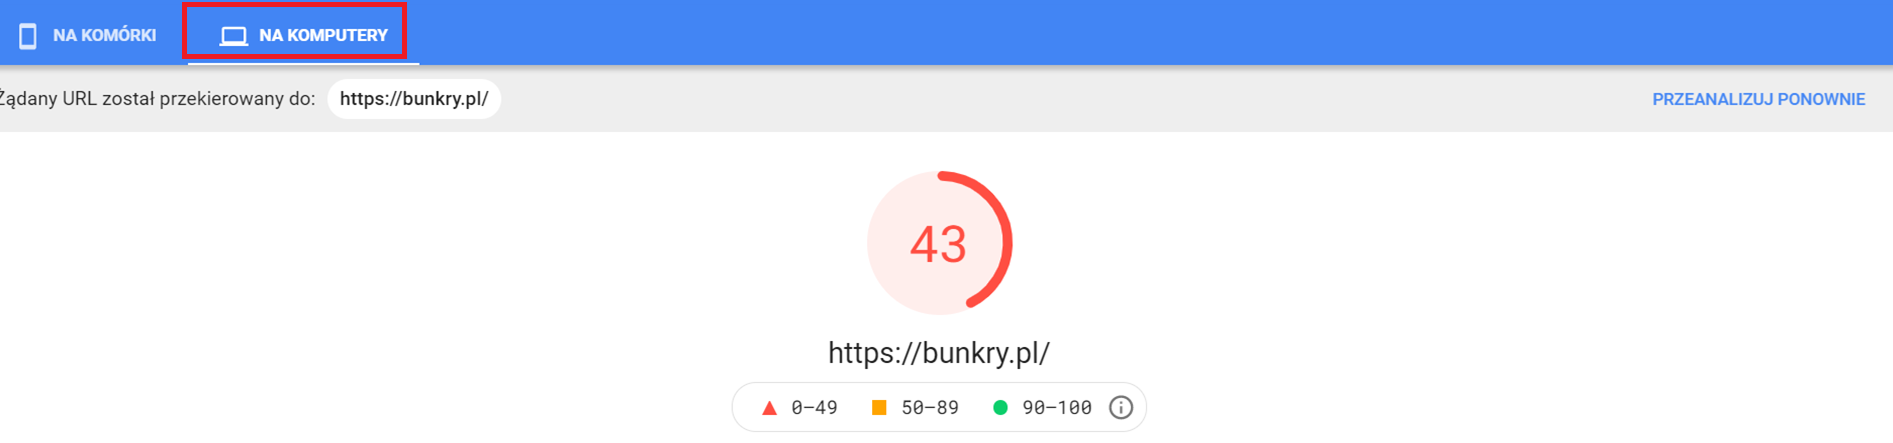 NA KOMÓRKI
NA KOMPUTERY
Żądany URL został przekierowany do: https://bunkry.pl/
PRZEANALIZUJ PONOWNIE
43
https://bunkry.pl/
0–49 50–89 90–100